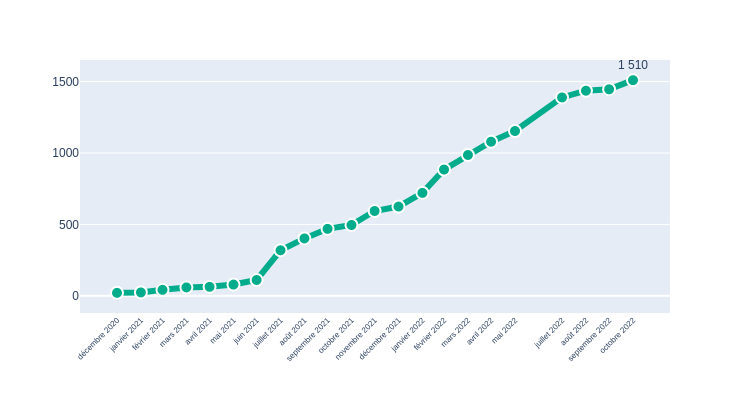 1 510
1500
1000
500
0
décembre 2020
janvier 2021
février 2021
mars 2021
avril 2021
mai 2021
juin 2021
juillet 2021
août 2021
septembre 2021
octobre 2021
novembre 2021
décembre 2021
janvier 2022
février 2022
mars 2022
avril 2022
mai 2022
juillet 2022
août 2022
septembre 2022
octobre 2022